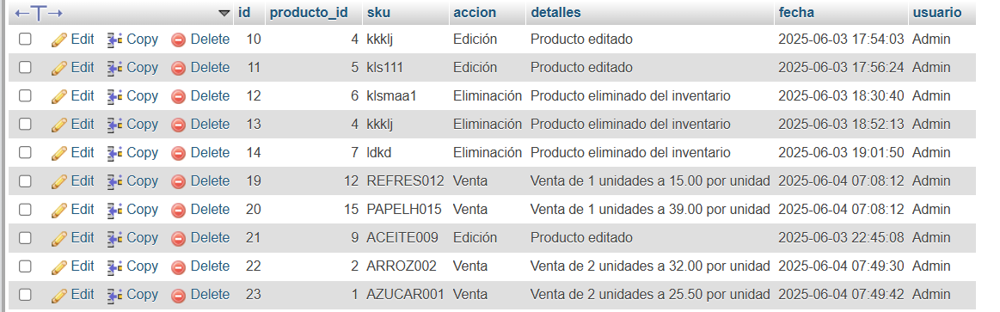 id producto_id sku accion detalles fecha usuario
Edit Copy Delete 10 4 kkklj Edición Producto editado 2025-06-03 17:54:03 Admin
Edit Copy Delete 11 5 kls111 Edición Producto editado 2025-06-03 17:56:24 Admin
Edit Copy Delete 12 6 klsmaa1 Eliminación Producto eliminado del inventario 2025-06-03 18:30:40 Admin
Edit Copy Delete 13 4 kkklj Eliminación Producto eliminado del inventario 2025-06-03 18:52:13 Admin
Edit Copy Delete 14 7 ldkd Eliminación Producto eliminado del inventario 2025-06-03 19:01:50 Admin
Edit Copy Delete 19 12 REFRES012 Venta Venta de 1 unidades a 15.00 por unidad 2025-06-04 07:08:12 Admin
Edit Copy Delete 20 15 PAPELH015 Venta Venta de 1 unidades a 39.00 por unidad 2025-06-04 07:08:12 Admin
Edit Copy Delete 21 9 ACEITE009 Edición Producto editado 2025-06-03 22:45:08 Admin
Edit Copy Delete 22 2 ARROZ002 Venta Venta de 2 unidades a 32.00 por unidad 2025-06-04 07:49:30 Admin
Edit Copy Delete 23 1 AZUCAR001 Venta Venta de 2 unidades a 25.50 por unidad 2025-06-04 07:49:42 Admin